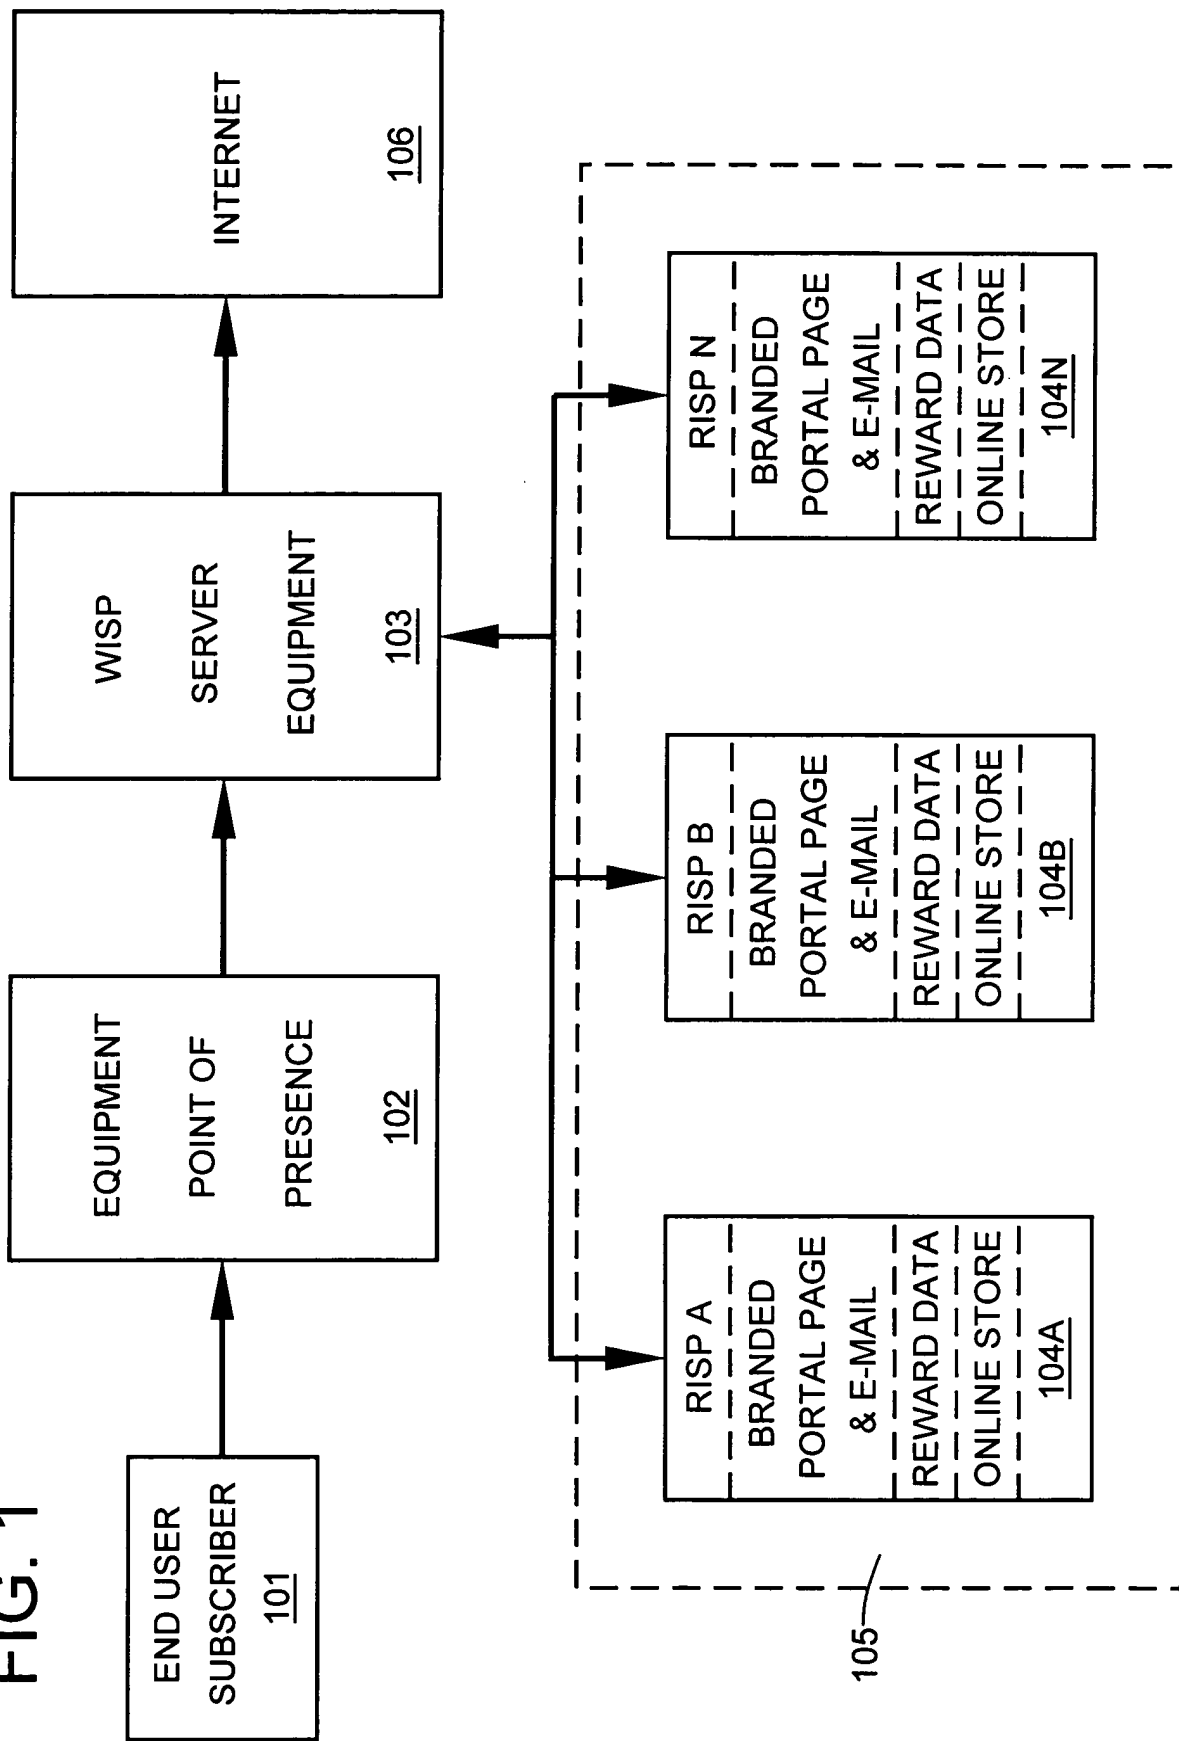 FIG. 1
END USER
SUBSCRIBER
101
EQUIPMENT
POINT OF
PRESENCE
102
WISP
SERVER
EQUIPMENT
103
INTERNET
106
105
RISP A
BRANDED
PORTAL PAGE
& E-MAIL
REWARD DATA
ONLINE STORE
104A
RISP B
BRANDED
PORTAL PAGE
& E-MAIL
REWARD DATA
ONLINE STORE
104B
RISP N
BRANDED
PORTAL PAGE
& E-MAIL
REWARD DATA
ONLINE STORE
104N